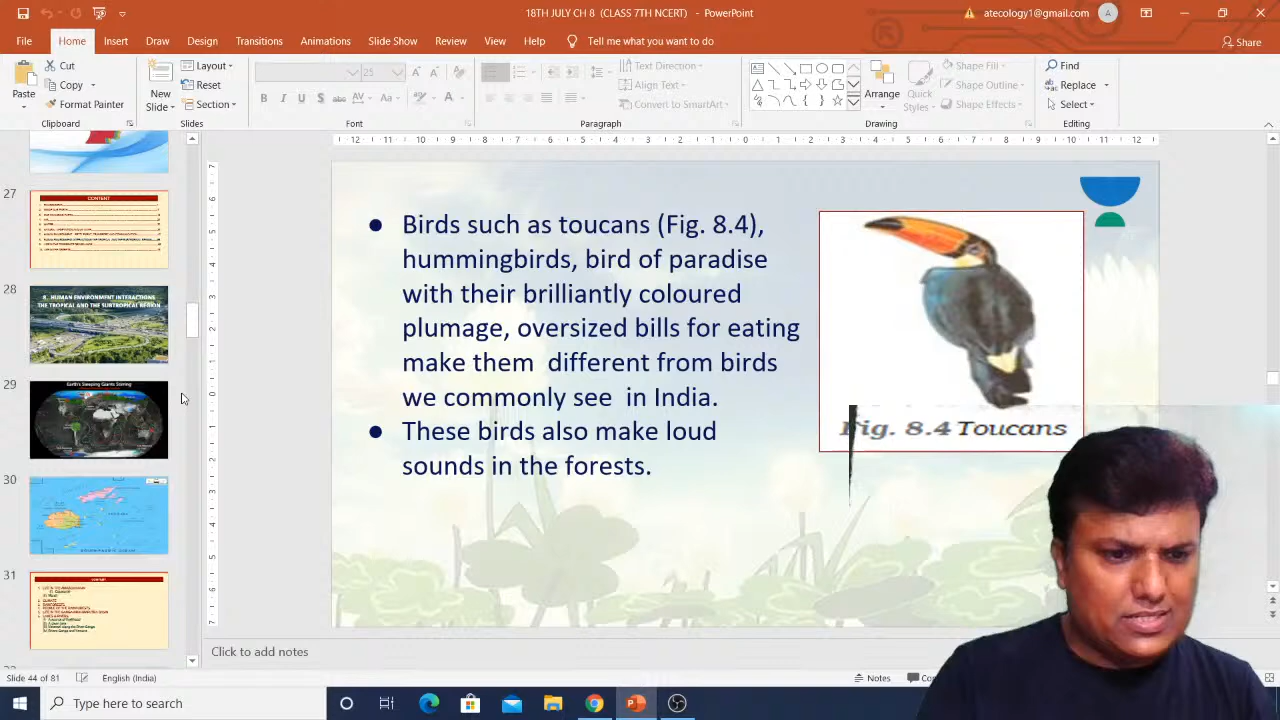 18TH JULY CH 8 (CLASS 7TH NCERT) - PowerPoint
atecology1@gmail.com
A
File Home Insert Draw Design Transitions Animations Slide Show Review View Help Tell me what you want to do
Share
Paste
Cut
Copy
Format Painter
Clipboard
New
Slide
Layout
Reset
Section
Slides
25
B I U S abc AV Aa A
Font
Text Direction
Align Text
Convert to SmartArt
Paragraph
Arrange
Quick
Styles
Shape Fill
Shape Outline
Shape Effects
Drawing
Find
Replace
Select
Editing
27
CONTENT
28
8. HUMAN ENVIRONMENT INTERACTIONS
THE TROPICAL AND THE SUBTROPICAL REGION
29
Earth's Sleeping Giants Stirring
30
31
● Birds such as toucans (Fig. 8.4),
hummingbirds, bird of paradise
with their brilliantly coloured
plumage, oversized bills for eating
make them different from birds
we commonly see in India.
● These birds also make loud
sounds in the forests.
Fig. 8.4 Toucans
Click to add notes
Slide 44 of 81
English (India)
Notes
Type here to search